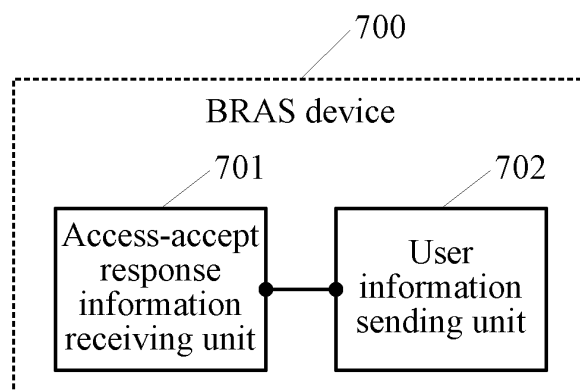 700
BRAS device
701
702
Access-accept
response
information
receiving unit
User
information
sending unit